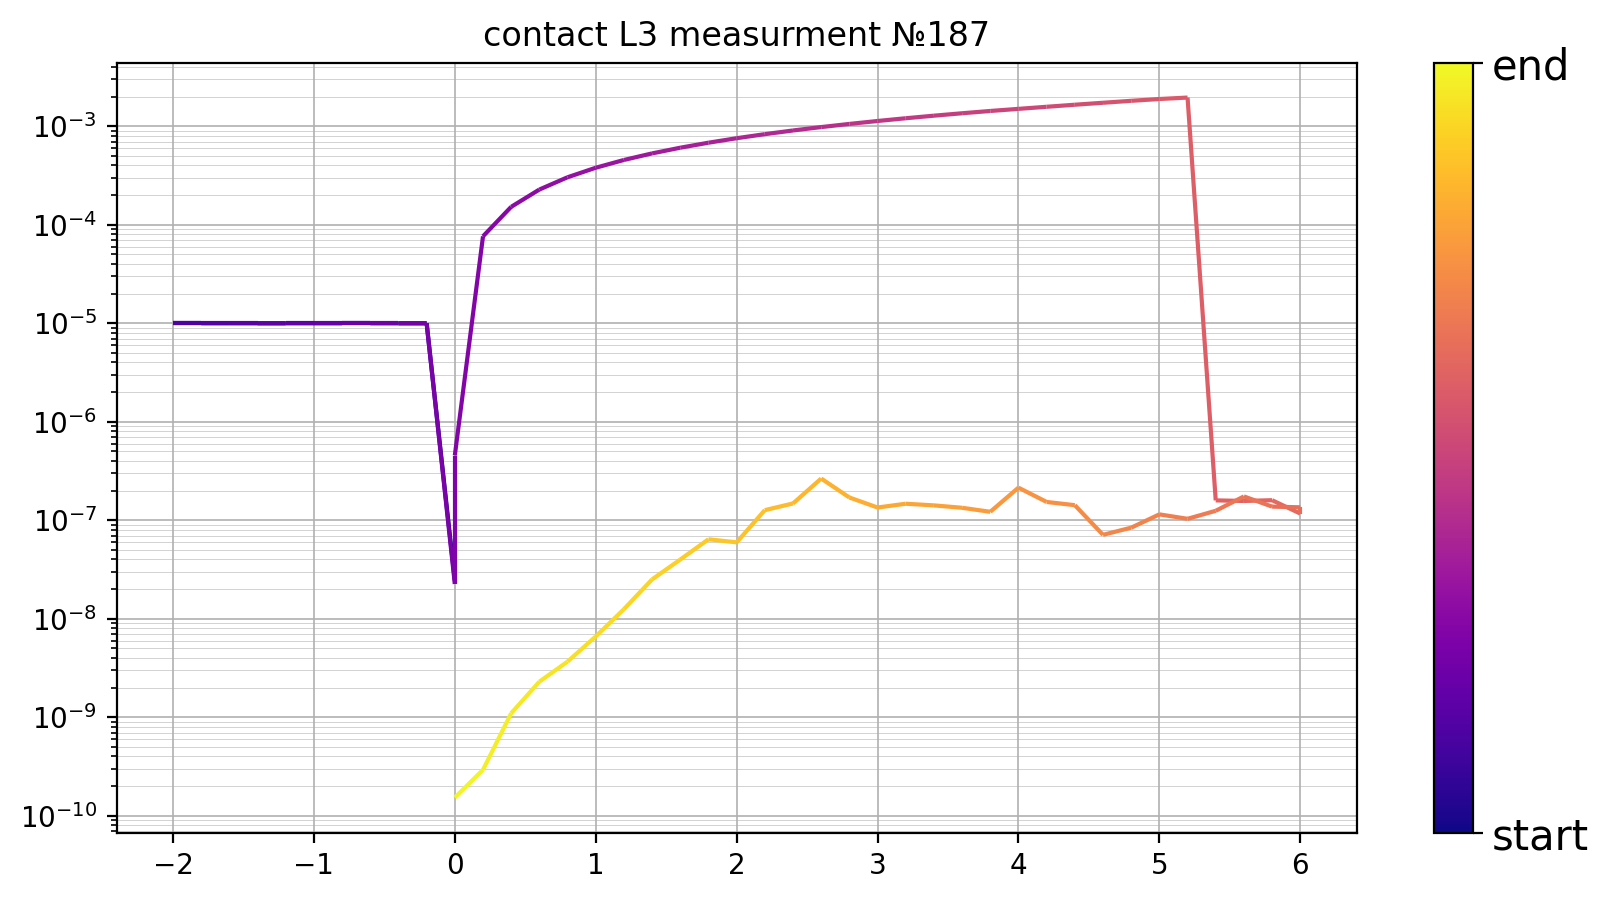 contact L3 measurment №187
10⁻³
10⁻⁴
10⁻⁵
10⁻⁶
10⁻⁷
10⁻⁸
10⁻⁹
10⁻¹⁰
−2 −1 0 1 2 3 4 5 6
end
start